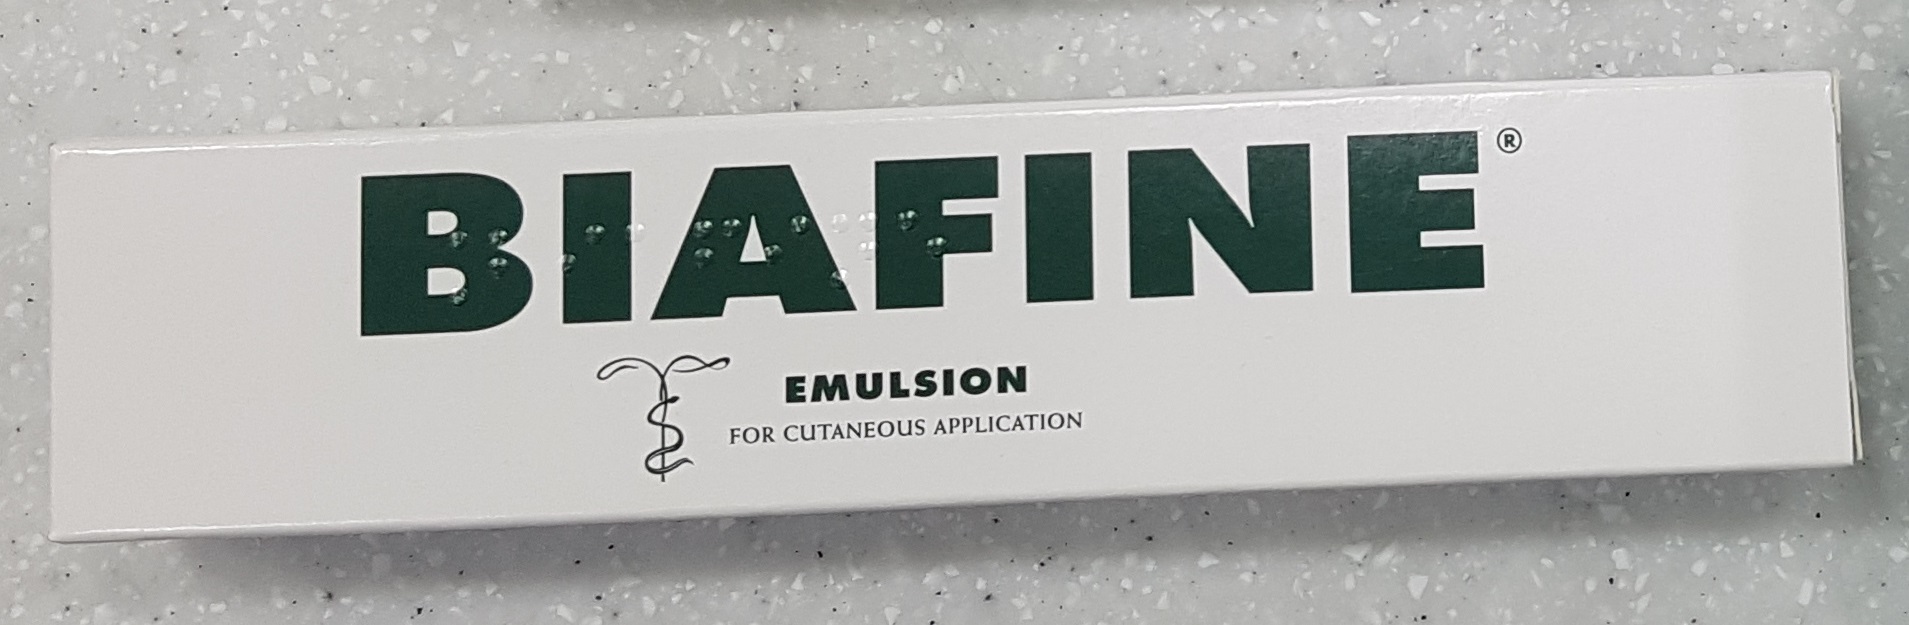 BIAFINE®
EMULSION
FOR CUTANEOUS APPLICATION